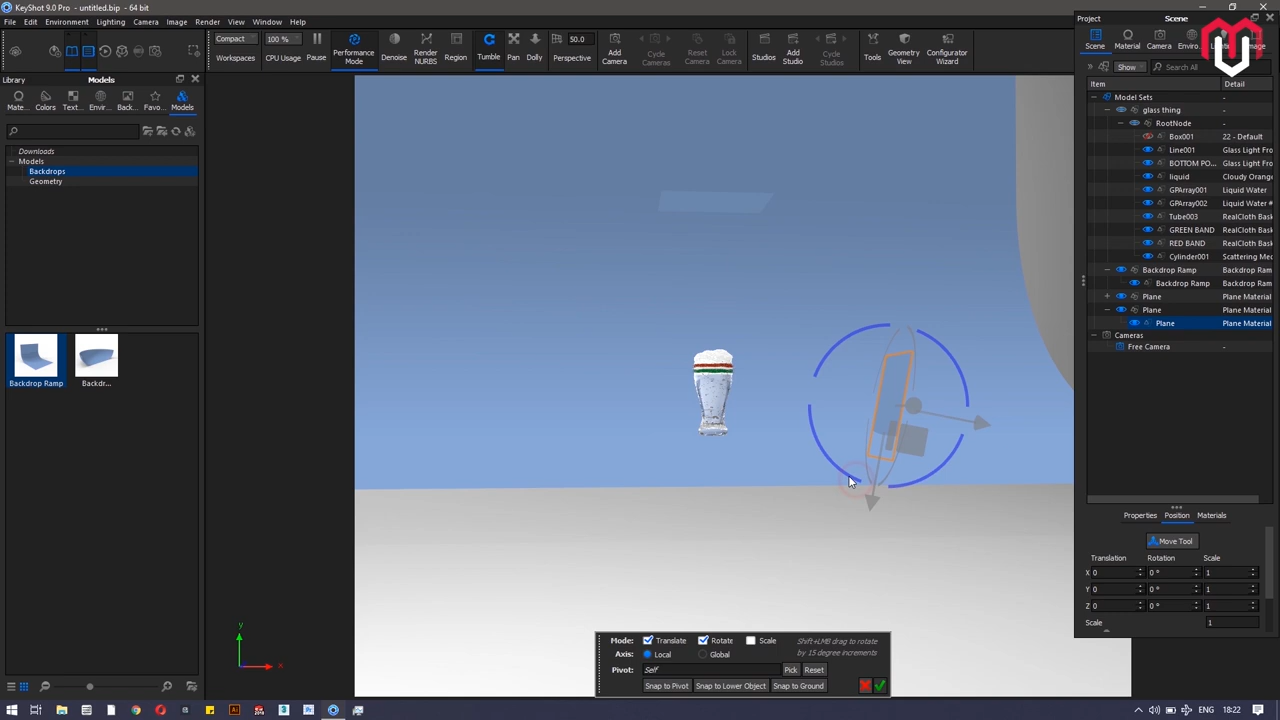 KeyShot 9.0 Pro - untitled.bip - 64 bit
File Edit Environment Lighting Camera Image Render View Window Help
Compact
Workspaces
100 %
CPU Usage
Pause
Performance Mode
Denoise
Render NURBS
Region
Tumble
Pan
Dolly
50.0
Perspective
Add Camera
Cycle Cameras
Reset Camera
Lock Camera
Studios
Add Studio
Cycle Studios
Tools
Geometry View
Configurator Wizard
Library
Models
Mate... Colors Text... Envi... Back... Favo... Models
Downloads
Models
Backdrops
Geometry
Backdrop Ramp
Backdr...
Project
Scene
Scene Material Camera Enviro...
Show
Search All
Item Detail
Model Sets -
glass thing -
RootNode -
Box001 22 - Default
Line001 Glass Light Fro
BOTTOM PO... Glass Light Fro
liquid Cloudy Orang
GPArray001 Liquid Water
GPArray002 Liquid Water #
Tube003 RealCloth Bas
GREEN BAND RealCloth Bas
RED BAND RealCloth Bas
Cylinder001 Scattering Med
Backdrop Ramp Backdrop Ram
Backdrop Ramp Backdrop Ram
Plane Plane Material
Plane Plane Material
Plane Plane Material
Cameras -
Free Camera -
Properties Position Materials
Move Tool
Translation Rotation Scale
X 0 0 ° 1
Y 0 0 ° 1
Z 0 0 ° 1
Scale 1
y
x
Mode: Translate Rotate Scale
Shift+LMB drag to rotate
by 15 degree increments
Axis: Local Global
Pivot: Self Pick Reset
Snap to Pivot Snap to Lower Object Snap to Ground
ENG 18:22